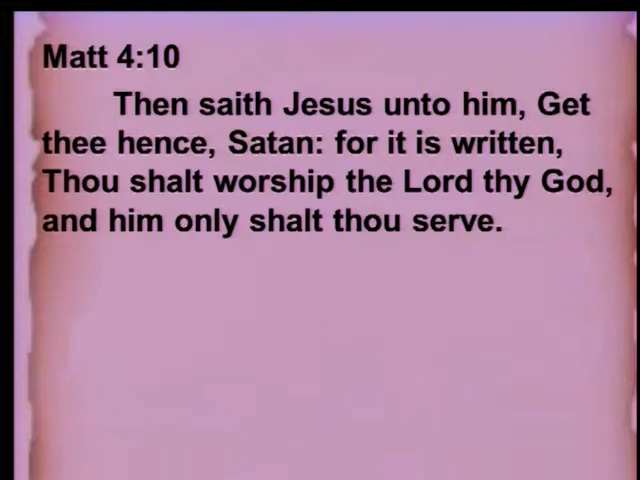 Matt 4:10
Then saith Jesus unto him, Get
thee hence, Satan: for it is written,
Thou shalt worship the Lord thy God,
and him only shalt thou serve.